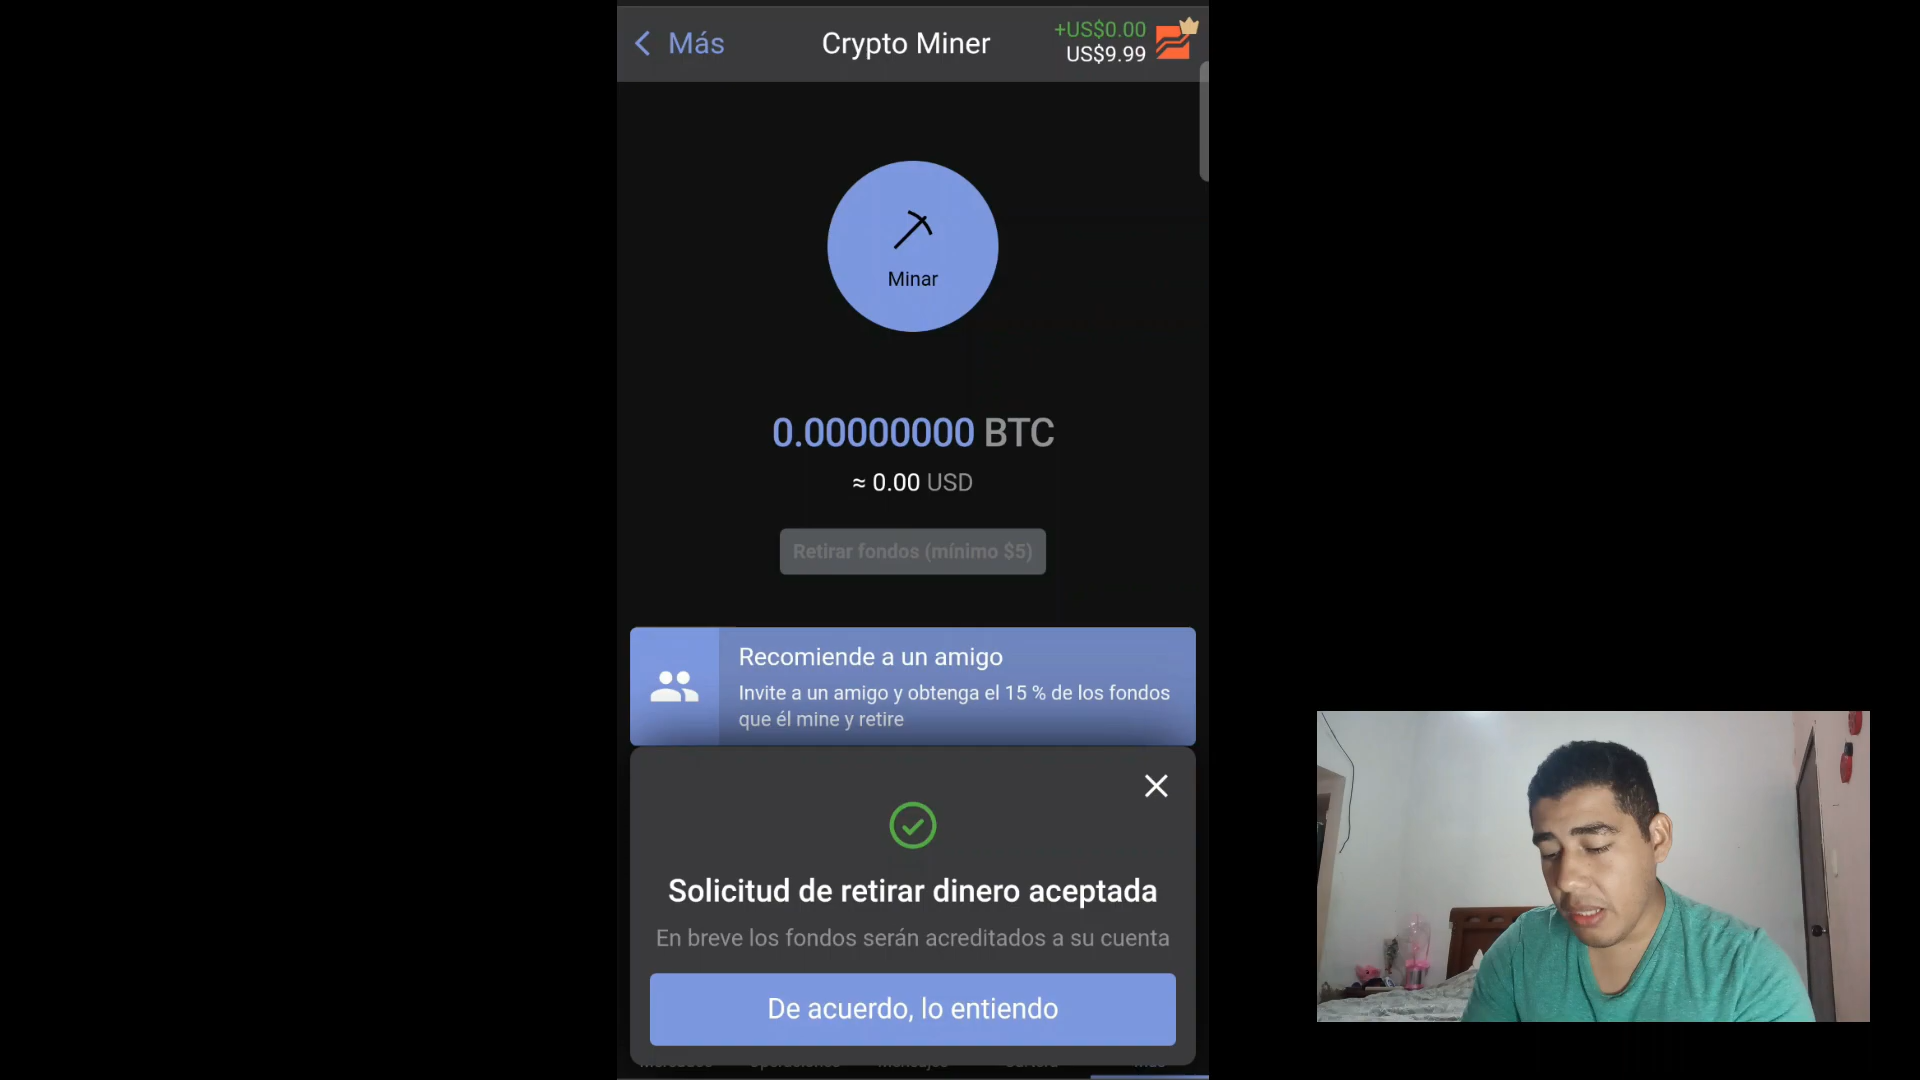 Más
Crypto Miner
+US$0.00
US$9.99
Minar
0.00000000 BTC
≈ 0.00 USD
Retirar fondos (mínimo $5)
Recomiende a un amigo
Invite a un amigo y obtenga el 15 % de los fondos
que él mine y retire
Solicitud de retirar dinero aceptada
En breve los fondos serán acreditados a su cuenta
De acuerdo, lo entiendo